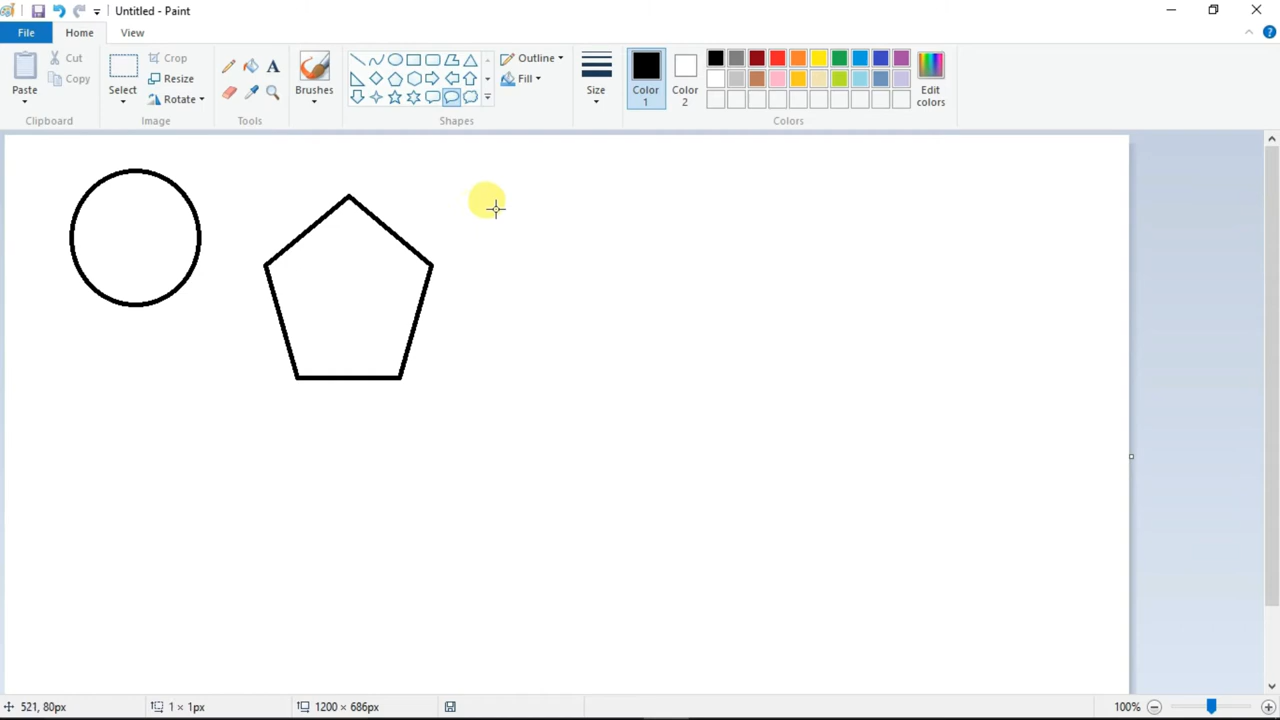 Untitled - Paint
File
Home
View
Paste
Cut
Copy
Clipboard
Select
Crop
Resize
Rotate
Image
A
Tools
Brushes
Outline
Fill
Shapes
Size
Color 1
Color 2
Edit colors
Colors
521, 80px
1 × 1px
1200 × 686px
100%